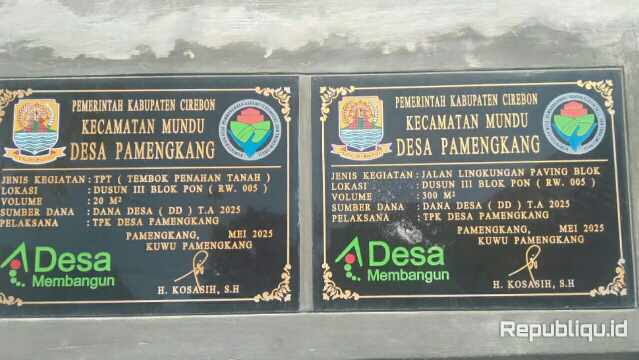 PEMERINTAH KABUPATEN CIREBON
KECAMATAN MUNDU
DESA PAMENGKANG
JENIS KEGIATAN : TPT ( TEMBOK PENAHAN TANAH )
LOKASI : DUSUN III BLOK PON ( RW. 005 )
VOLUME : 20 M²
SUMBER DANA : DANA DESA ( DD ) T.A 2025
PELAKSANA : TPK DESA PAMENGKANG
PAMENGKANG, MEI 2025
KUWU PAMENGKANG
Desa
Membangun
H. KOSASIH, S.H
PEMERINTAH KABUPATEN CIREBON
KECAMATAN MUNDU
DESA PAMENGKANG
JENIS KEGIATAN : JALAN LINGKUNGAN PAVING BLOK
LOKASI : DUSUN III BLOK PON ( RW. 005 )
VOLUME : 300 M²
SUMBER DANA : DANA DESA ( DD ) T.A 2025
PELAKSANA : TPK DESA PAMENGKANG
PAMENGKANG, MEI 2025
KUWU PAMENGKANG
Desa
Membangun
H. KOSASIH, S.H
Republiqu.id